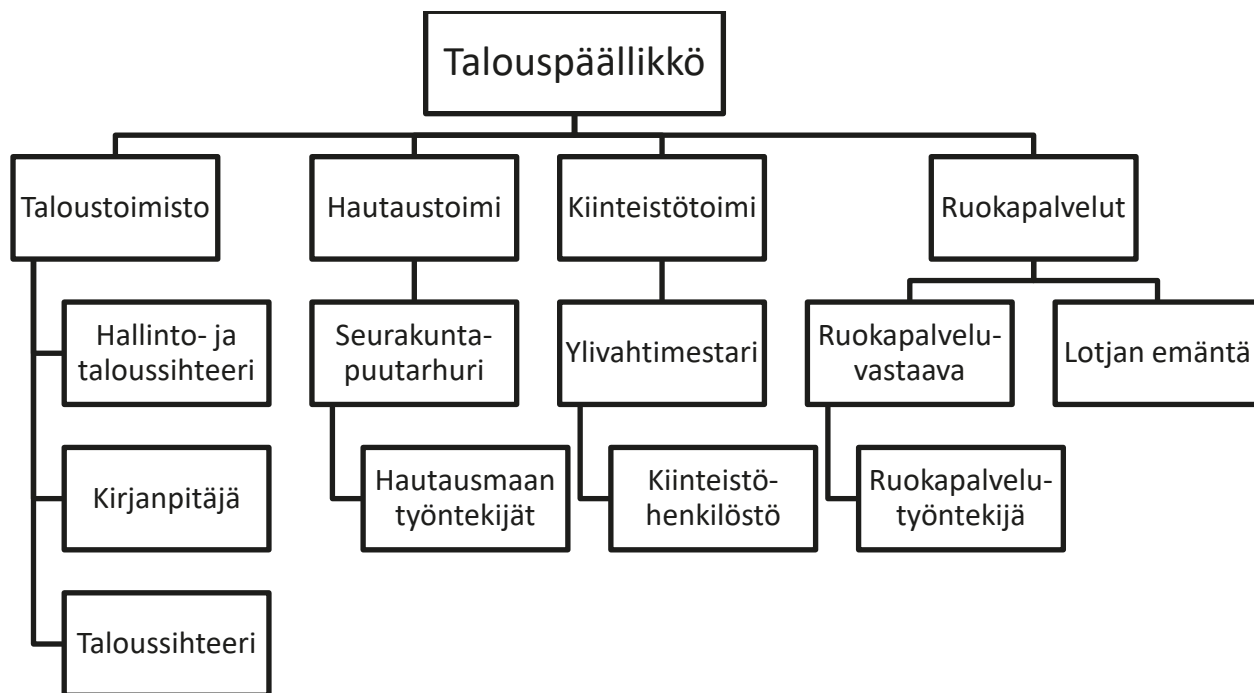 Talouspäällikkö
Taloustoimisto
Hautaustoimi
Kiinteistötoimi
Ruokapalvelut
Hallinto- ja
taloussihteeri
Seurakunta-
puutarhuri
Ylivahtimestari
Ruokapalvelu-
vastaava
Lotjan emäntä
Kirjanpitäjä
Hautausmaan
työntekijät
Kiinteistö-
henkilöstö
Ruokapalvelu-
työntekijä
Taloussihteeri